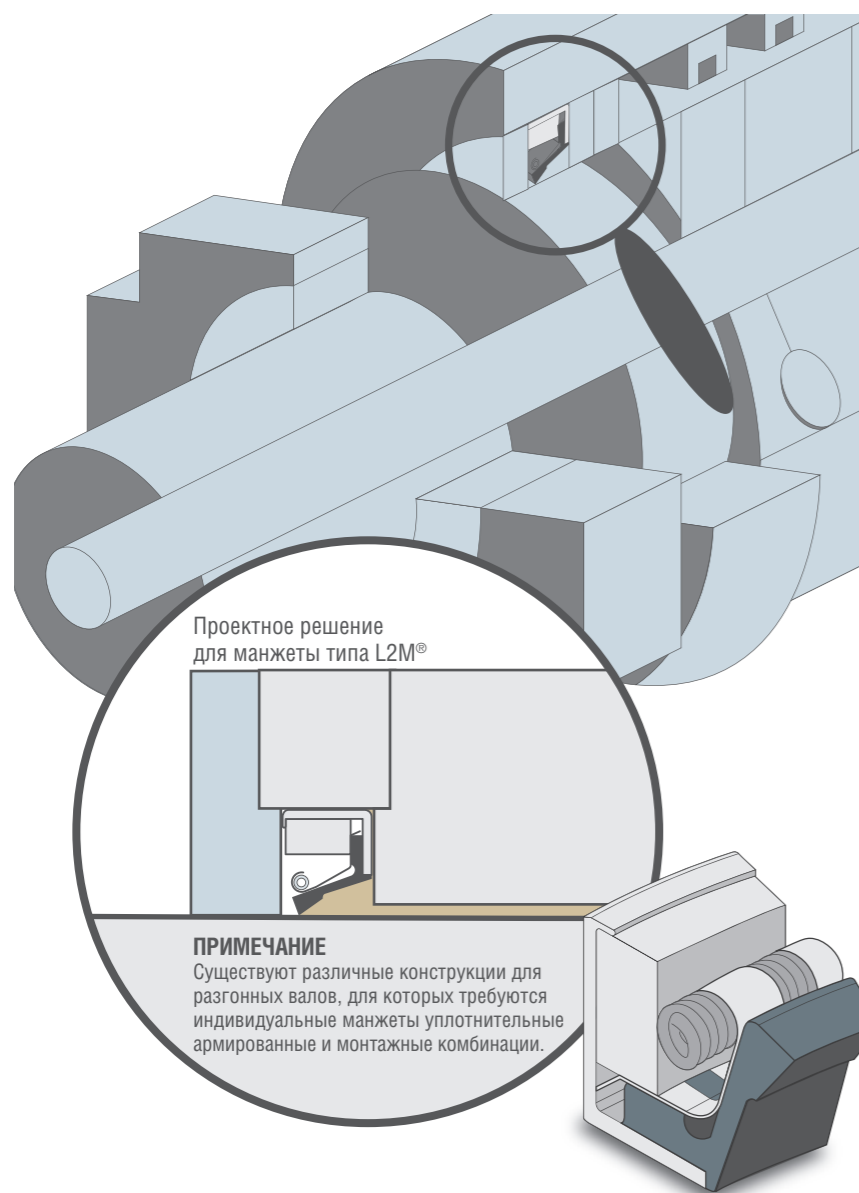 Проектное решение
для манжеты типа L2M®
ПРИМЕЧАНИЕ
Существуют различные конструкции для
разгонных валов, для которых требуются
индивидуальные манжеты уплотнительные
армированные и монтажные комбинации.